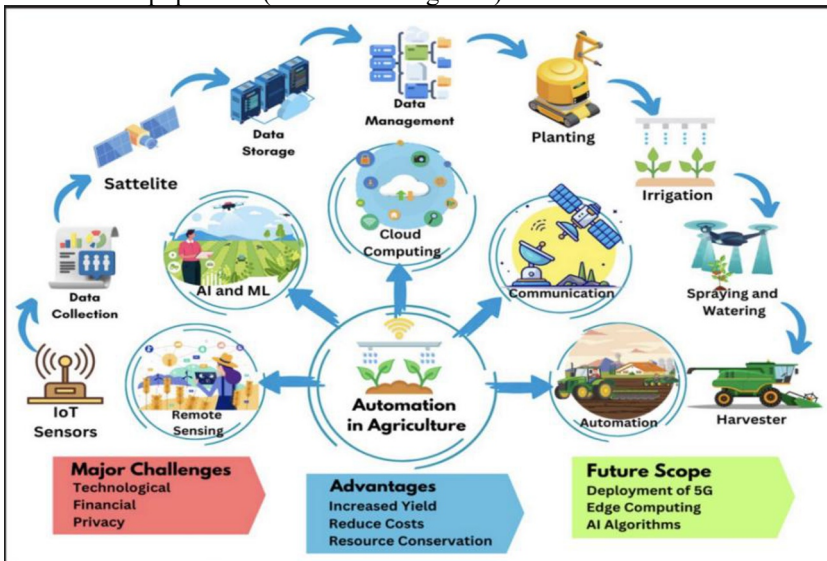 Data
Storage
Data
Management
Planting
Sattelite
Irrigation
Cloud
Computing
Data
Collection
AI and ML
Communication
Spraying and
Watering
IoT
Sensors
Remote
Sensing
Automation
in Agriculture
Automation
Harvester
Major Challenges
Technological
Financial
Privacy
Advantages
Increased Yield
Reduce Costs
Resource Conservation
Future Scope
Deployment of 5G
Edge Computing
AI Algorithms